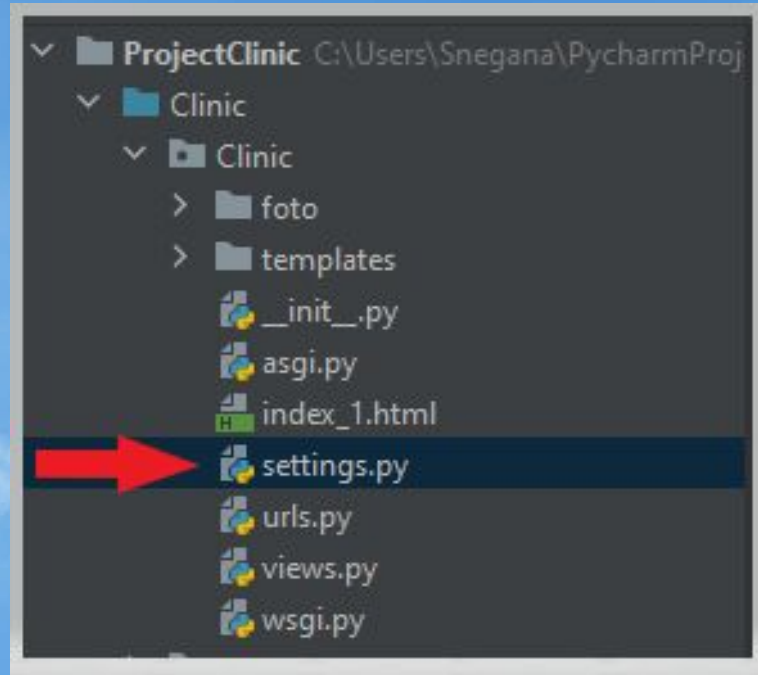 ProjectClinic C:\Users\Snegana\PycharmProj
Clinic
Clinic
foto
templates
__init__.py
asgi.py
index_1.html
settings.py
urls.py
views.py
wsgi.py